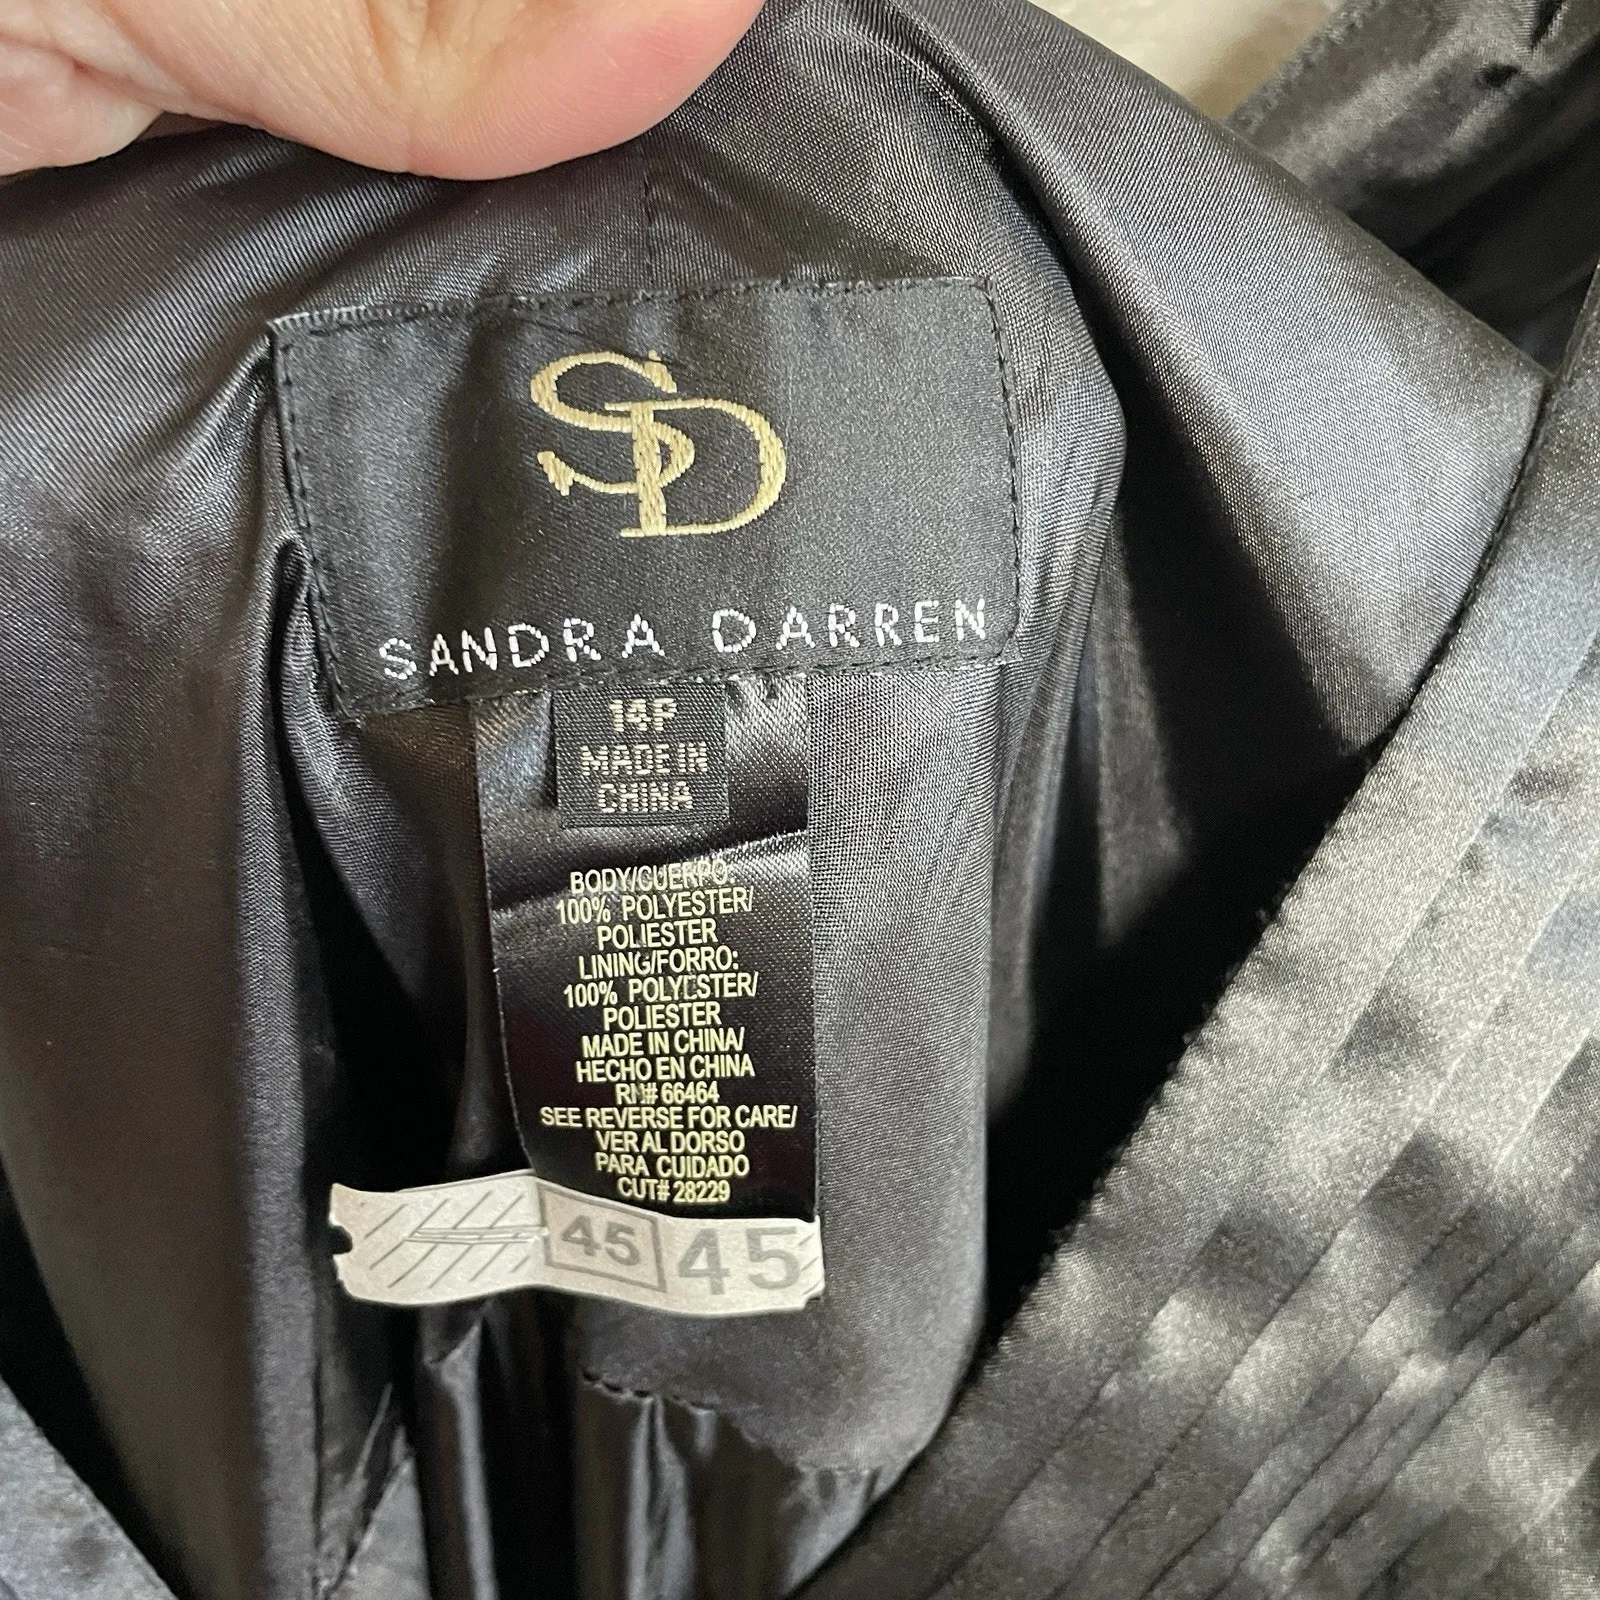 SD
SANDRA DARREN
14P
MADE IN
CHINA
BODY/CUERPO:
100% POLYESTER/
POLIESTER
LINING/FORRO:
100% POLYESTER/
POLIESTER
MADE IN CHINA/
HECHO EN CHINA
RN# 66464
SEE REVERSE FOR CARE/
VER AL DORSO
PARA CUIDADO
CUT# 28229
45 45